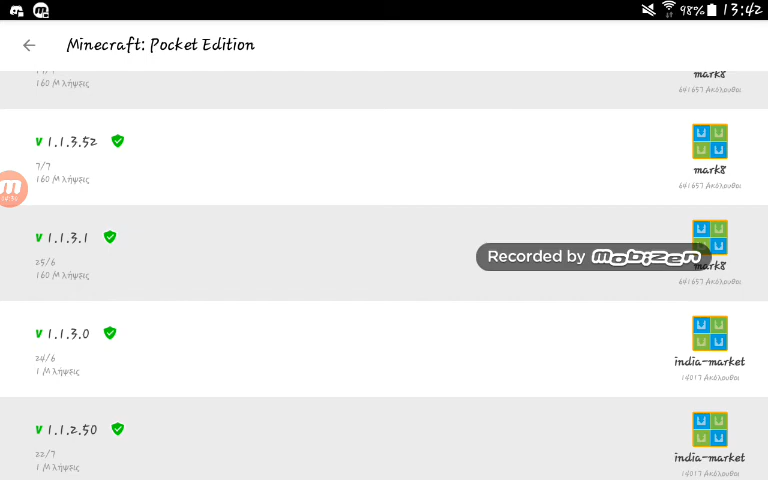 98% 13:42
Minecraft: Pocket Edition
160 M λήψεις
mark8
641657 Ακόλουθοι
V 1.1.3.52
7/7
160 M λήψεις
mark8
641657 Ακόλουθοι
V 1.1.3.1
25/6
160 M λήψεις
Recorded by mobizen
mark8
641657 Ακόλουθοι
V 1.1.3.0
24/6
1 M λήψεις
india-market
14017 Ακόλουθοι
V 1.1.2.50
22/7
1 M λήψεις
india-market
14017 Ακόλουθοι